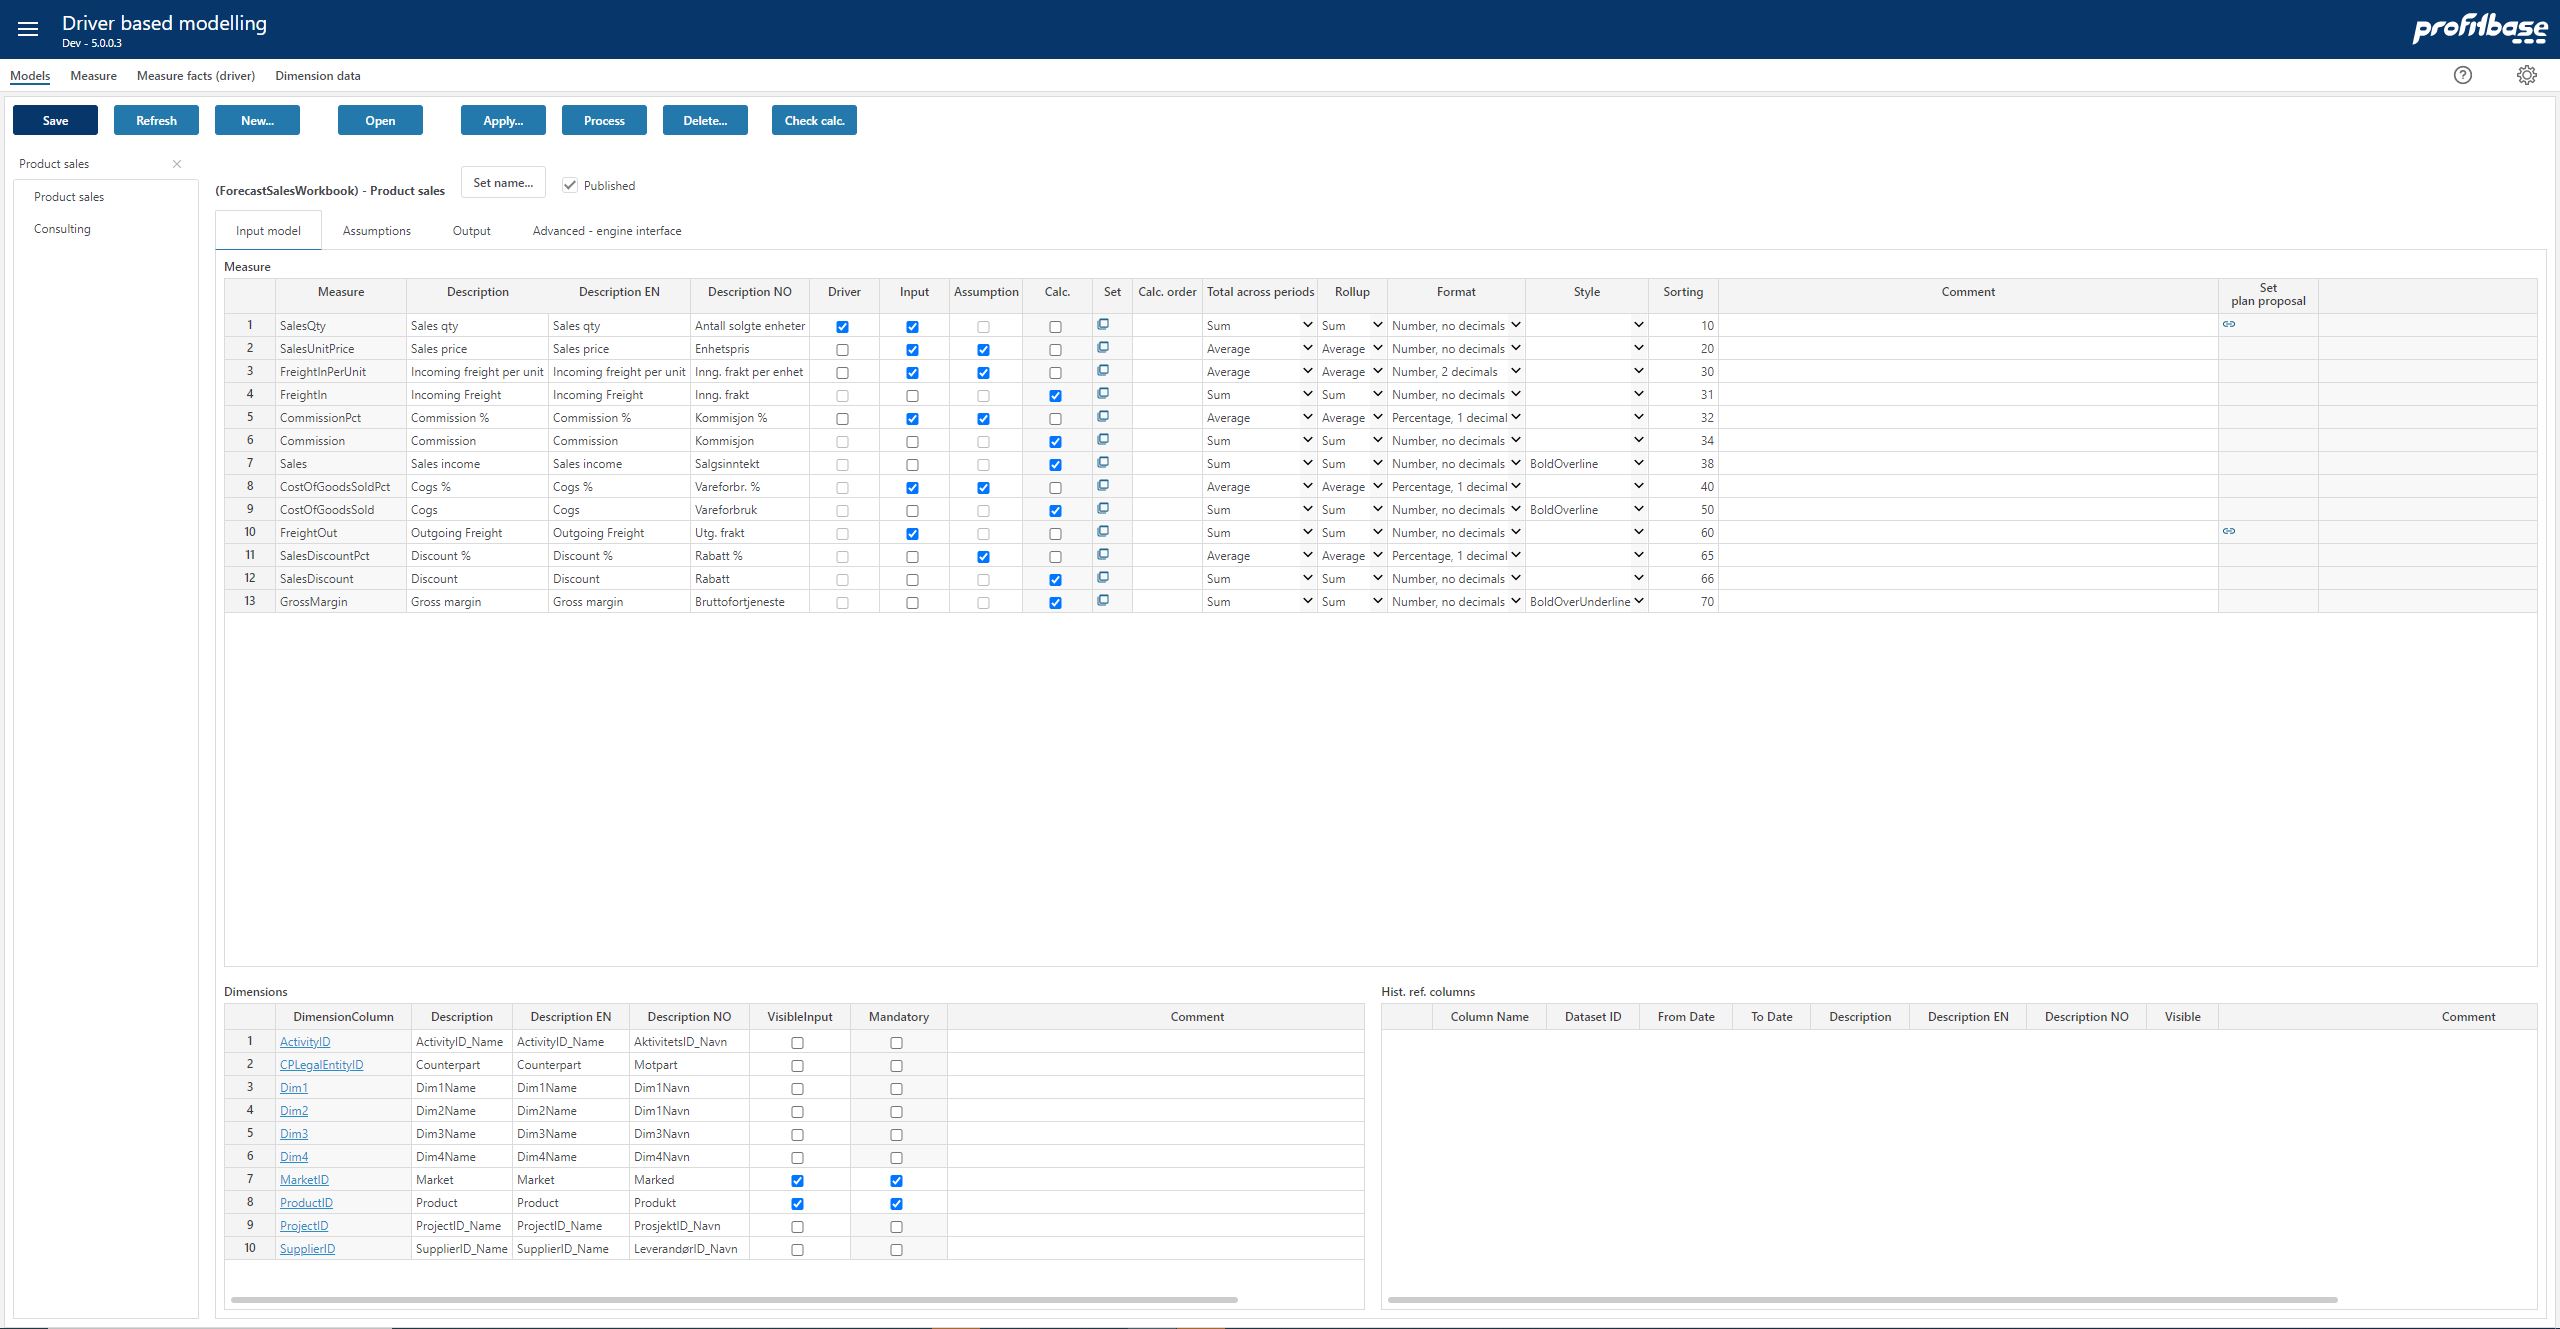 Driver based modelling
Dev - 5.0.0.3
profitbase
Models Measure Measure facts (driver) Dimension data
Save Refresh New... Open Apply... Process Delete... Check calc.
Product sales
Product sales
Consulting
(ForecastSalesWorkbook) - Product sales Set name... Published
Input model Assumptions Output Advanced - engine interface
Measure
Measure Description Description EN Description NO Driver Input Assumption Calc. Set Calc. order Total across periods Rollup Format Style Sorting Comment Set plan proposal
1 SalesQty Sales qty Sales qty Antall solgte enheter Sum Sum Number, no decimals 10
2 SalesUnitPrice Sales price Sales price Enhetspris Average Average Number, no decimals 20
3 FreightInPerUnit Incoming freight per unit Incoming freight per unit Inng. frakt per enhet Average Average Number, 2 decimals 30
4 FreightIn Incoming Freight Incoming Freight Inng. frakt Sum Sum Number, no decimals 31
5 CommissionPct Commission % Commission % Kommisjon % Average Average Percentage, 1 decimal 32
6 Commission Commission Commission Kommisjon Sum Sum Number, no decimals 34
7 Sales Sales income Sales income Salgsinntekt Sum Sum Number, no decimals BoldOverline 38
8 CostOfGoodsSoldPct Cogs % Cogs % Vareforbr. % Average Average Percentage, 1 decimal 40
9 CostOfGoodsSold Cogs Cogs Vareforbruk Sum Sum Number, no decimals BoldOverline 50
10 FreightOut Outgoing Freight Outgoing Freight Utg. frakt Sum Sum Number, no decimals 60
11 SalesDiscountPct Discount % Discount % Rabatt % Average Average Percentage, 1 decimal 65
12 SalesDiscount Discount Discount Rabatt Sum Sum Number, no decimals 66
13 GrossMargin Gross margin Gross margin Bruttofortjeneste Sum Sum Number, no decimals BoldOverUnderline 70
Dimensions
DimensionColumn Description Description EN Description NO VisibleInput Mandatory Comment
1 ActivityID ActivityID_Name ActivityID_Name AktivitetsID_Navn
2 CPLegalEntityID Counterpart Counterpart Motpart
3 Dim1 Dim1Name Dim1Name Dim1Navn
4 Dim2 Dim2Name Dim2Name Dim1Navn
5 Dim3 Dim3Name Dim3Name Dim3Navn
6 Dim4 Dim4Name Dim4Name Dim4Navn
7 MarketID Market Market Marked
8 ProductID Product Product Produkt
9 ProjectID ProjectID_Name ProjectID_Name ProsjektID_Navn
10 SupplierID SupplierID_Name SupplierID_Name LeverandørID_Navn
Hist. ref. columns
Column Name Dataset ID From Date To Date Description Description EN Description NO Visible Comment